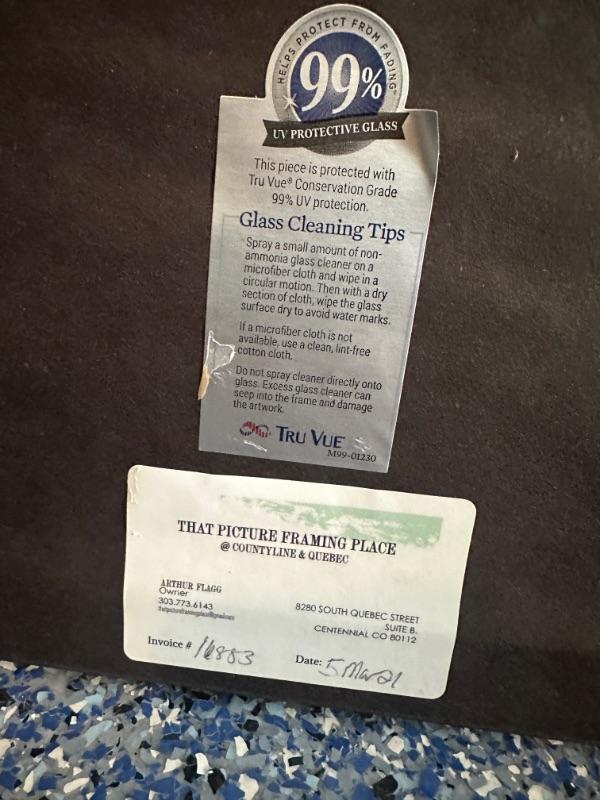 HELPS PROTECT FROM FADING*
99%
UV PROTECTIVE GLASS
This piece is protected with
Tru Vue® Conservation Grade
99% UV protection.
Glass Cleaning Tips
Spray a small amount of non-
ammonia glass cleaner on a
microfiber cloth and wipe in a
circular motion. Then with a dry
section of cloth, wipe the glass
surface dry to avoid water marks.
If a microfiber cloth is not
available, use a clean, lint-free
cotton cloth.
Do not spray cleaner directly onto
glass. Excess glass cleaner can
seep into the frame and damage
the artwork.
TRU VUE
M99-01230
THAT PICTURE FRAMING PLACE
@ COUNTYLINE & QUEBEC
ARTHUR FLAGG
Owner
303.773.6143
8280 SOUTH QUEBEC STREET
SUITE B.
CENTENNIAL CO 80112
Invoice # 16883
Date: 5 Mar 21